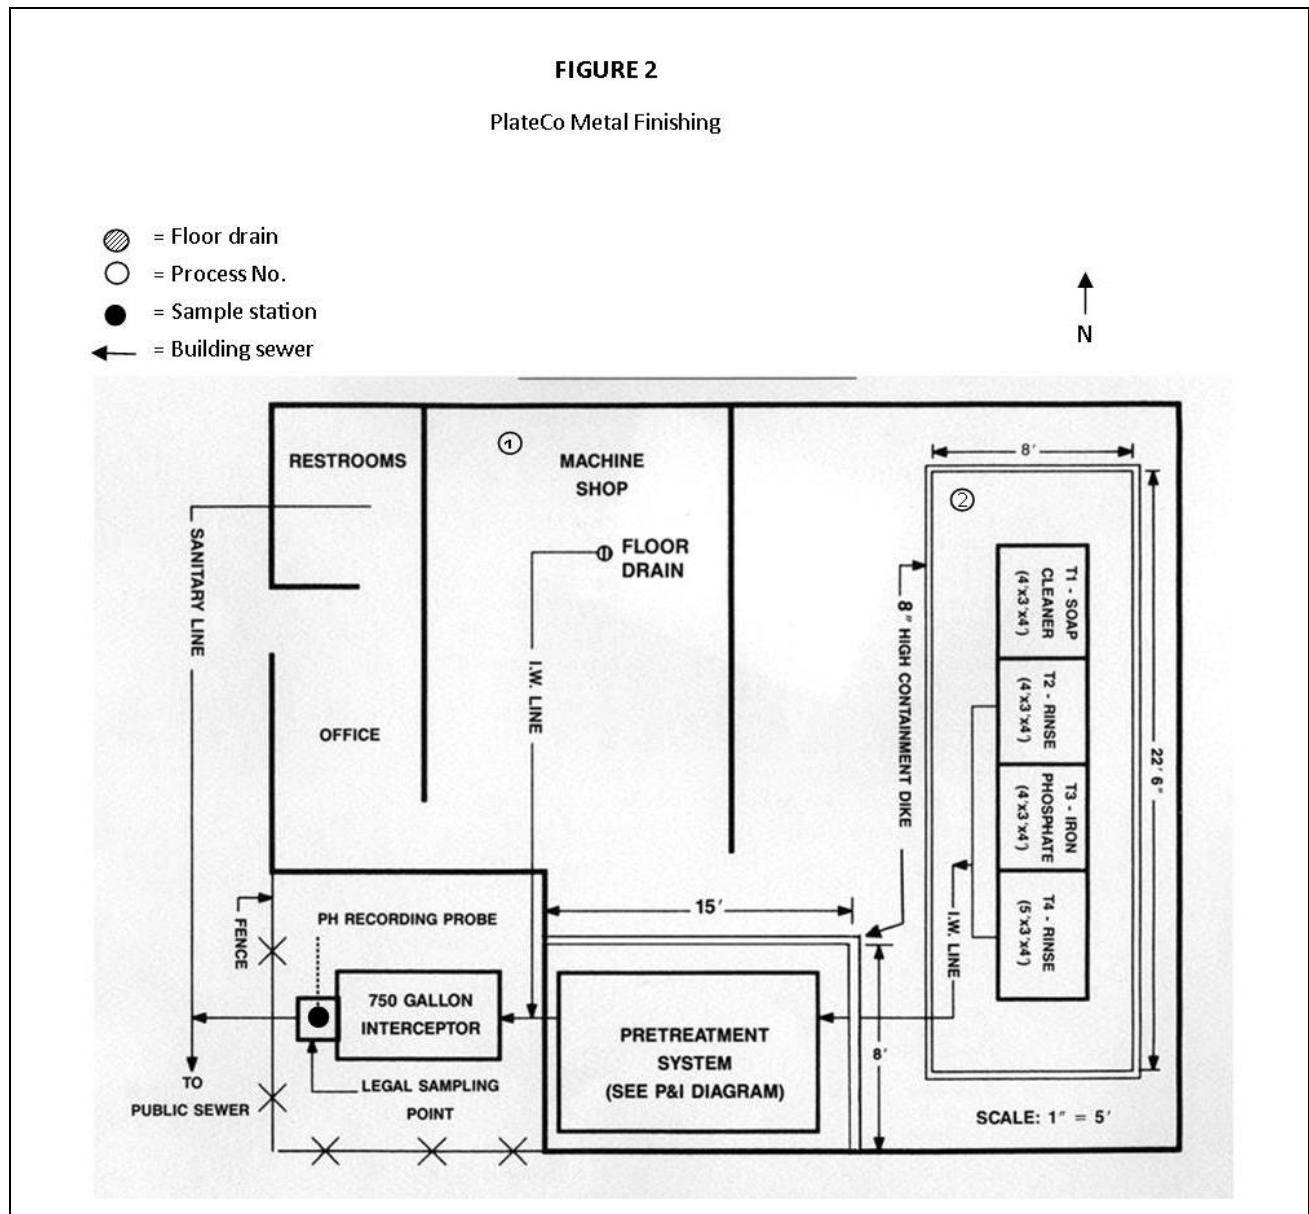 FIGURE 2
PlateCo Metal Finishing
= Floor drain
= Process No.
= Sample station
= Building sewer
N
RESTROOMS
1
MACHINE
SHOP
FLOOR
DRAIN
SANITARY LINE
I.W. LINE
OFFICE
8'
2
T1 - SOAP
CLEANER
(4'x3'x4')
T2 - RINSE
(4'x3'x4')
T3 - IRON
PHOSPHATE
(4'x3'x4')
T4 - RINSE
(5'x3'x4')
8" HIGH CONTAINMENT DIKE
22' 6"
I.W. LINE
15'
FENCE
PH RECORDING PROBE
750 GALLON
INTERCEPTOR
PRETREATMENT
SYSTEM
(SEE P&I DIAGRAM)
8'
TO
PUBLIC SEWER
LEGAL SAMPLING
POINT
SCALE: 1" = 5'